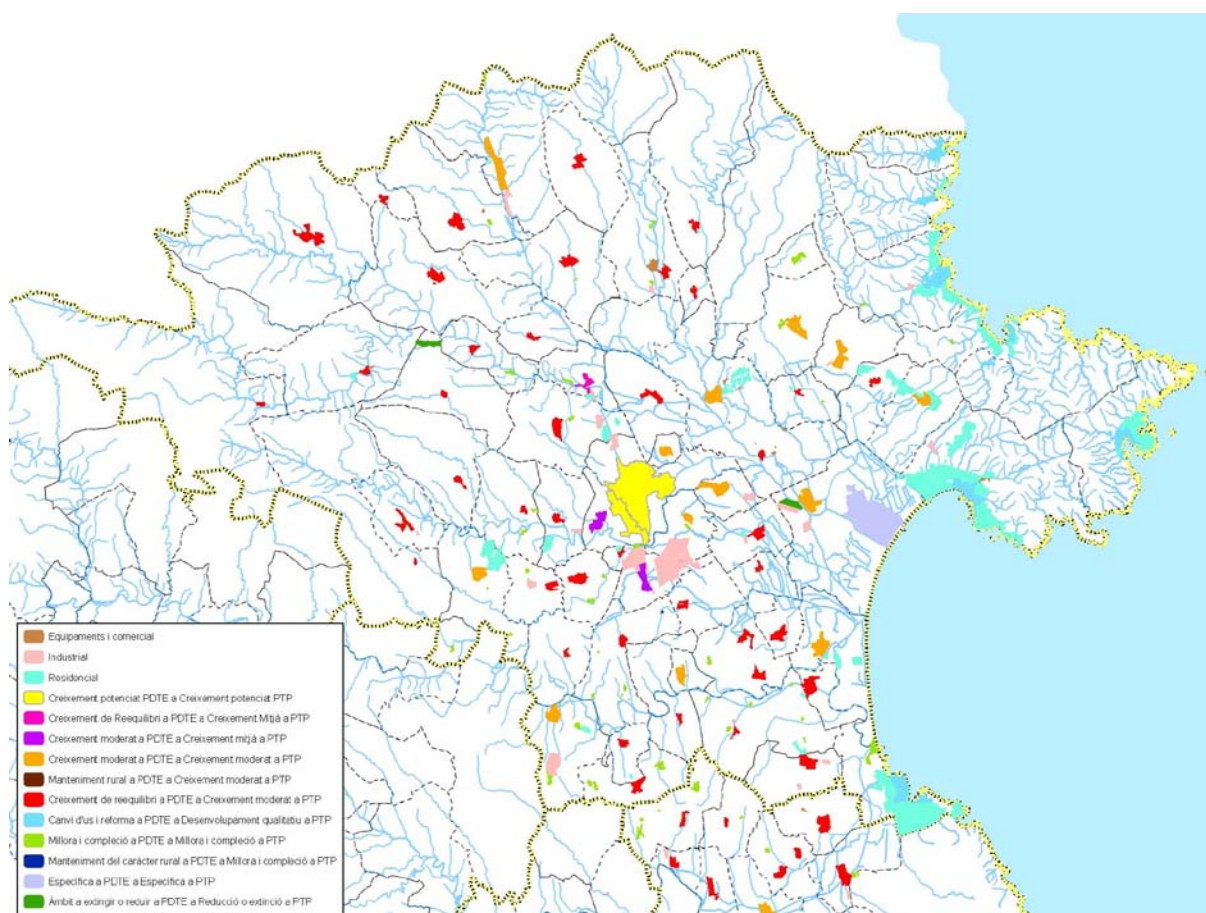 Equipaments i comercial
Industrial
Residencial
Creixement potenciat PDTE a Creixement potenciat PTP
Creixement de Reequilibri a PDTE a Creixement Mitjà a PTP
Creixement moderat a PDTE a Creixement mitjà a PTP
Creixement moderat a PDTE a Creixement moderat a PTP
Manteniment rural a PDTE a Creixement moderat a PTP
Creixement de reequilibri a PDTE a Creixement moderat a PTP
Canvi d'us i reforma a PDTE a Desenvolupament qualitatiu a PTP
Millora i compleció a PDTE a Millora i compleció a PTP
Manteniment del caràcter rural a PDTE a Millora i compleció a PTP
Específica a PDTE a Específica a PTP
Àmbit a extingir o reduir a PDTE a Reducció o extinció a PTP